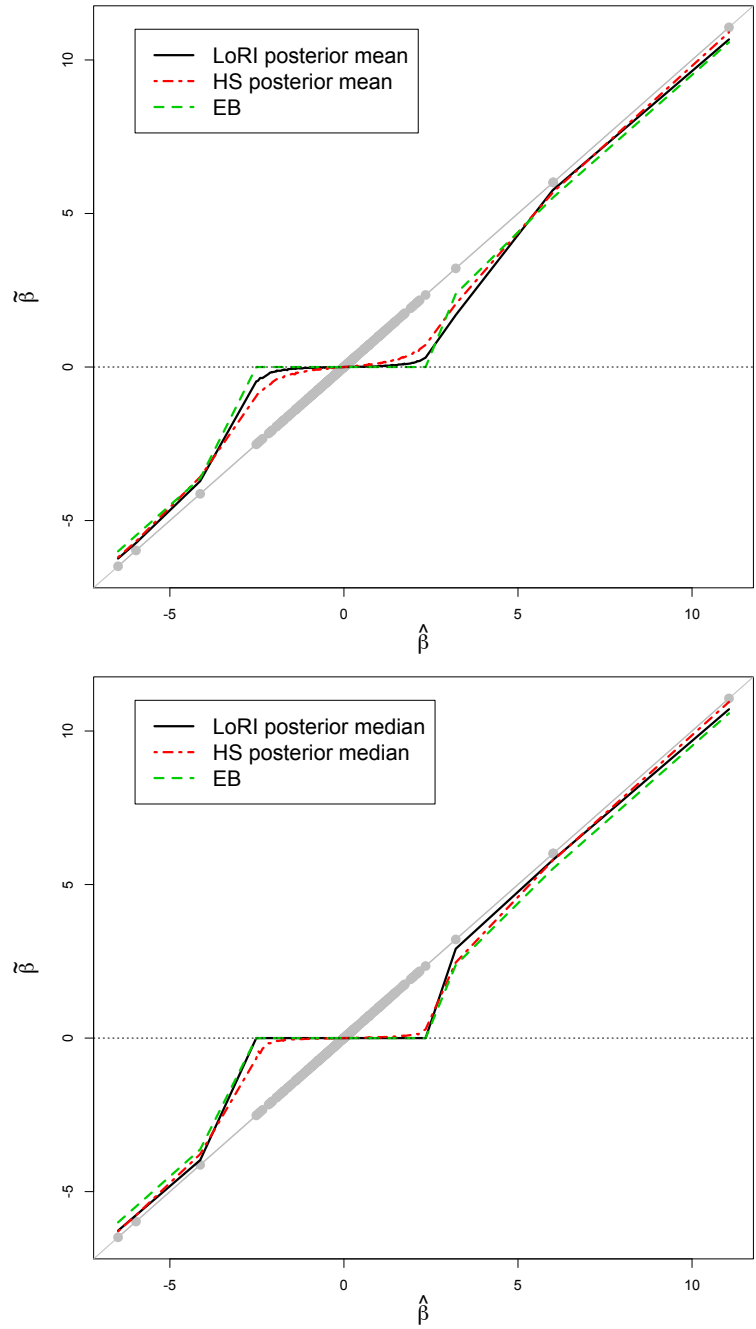 LoRI posterior mean
HS posterior mean
EB
10
5
0
-5
β̃
-5 0 5 10
β̂
LoRI posterior median
HS posterior median
EB
10
5
0
-5
β̃
-5 0 5 10
β̂